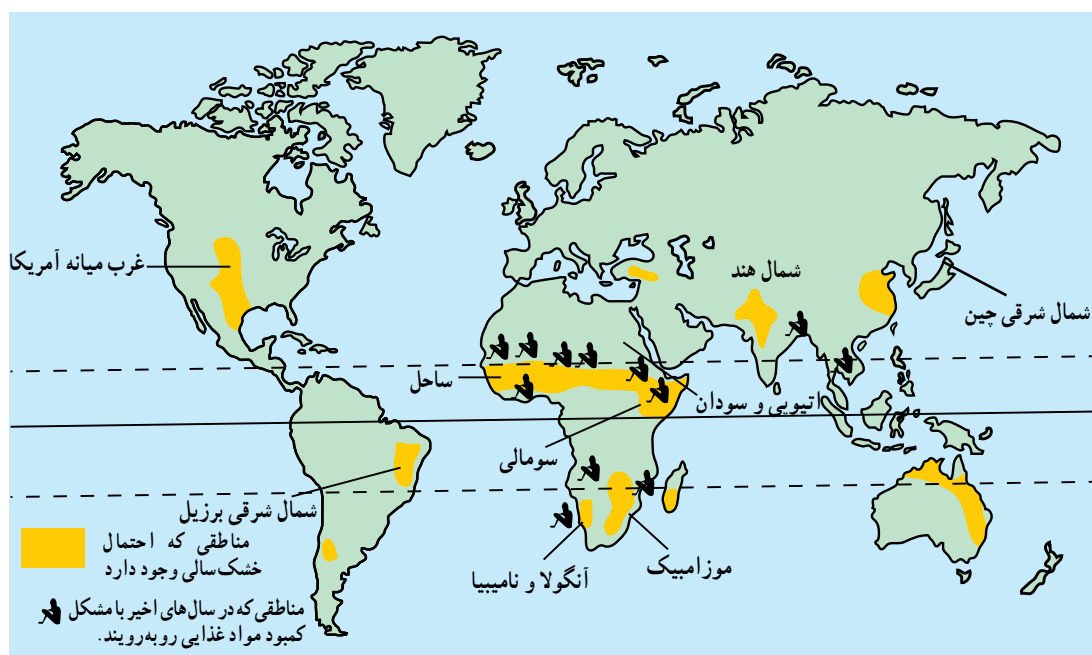 غرب میانه آمریکا
شمال هند
شمال شرقی چین
ساحل
اتیوپی و سودان
سومالی
شمال شرقی برزیل
آنگولا و نامیبیا
موزامبیک
مناطقی که احتمال
خشک‌سالی وجود دارد
مناطقی که در سال‌های اخیر با مشکل
کمبود مواد غذایی روبه‌رویند.